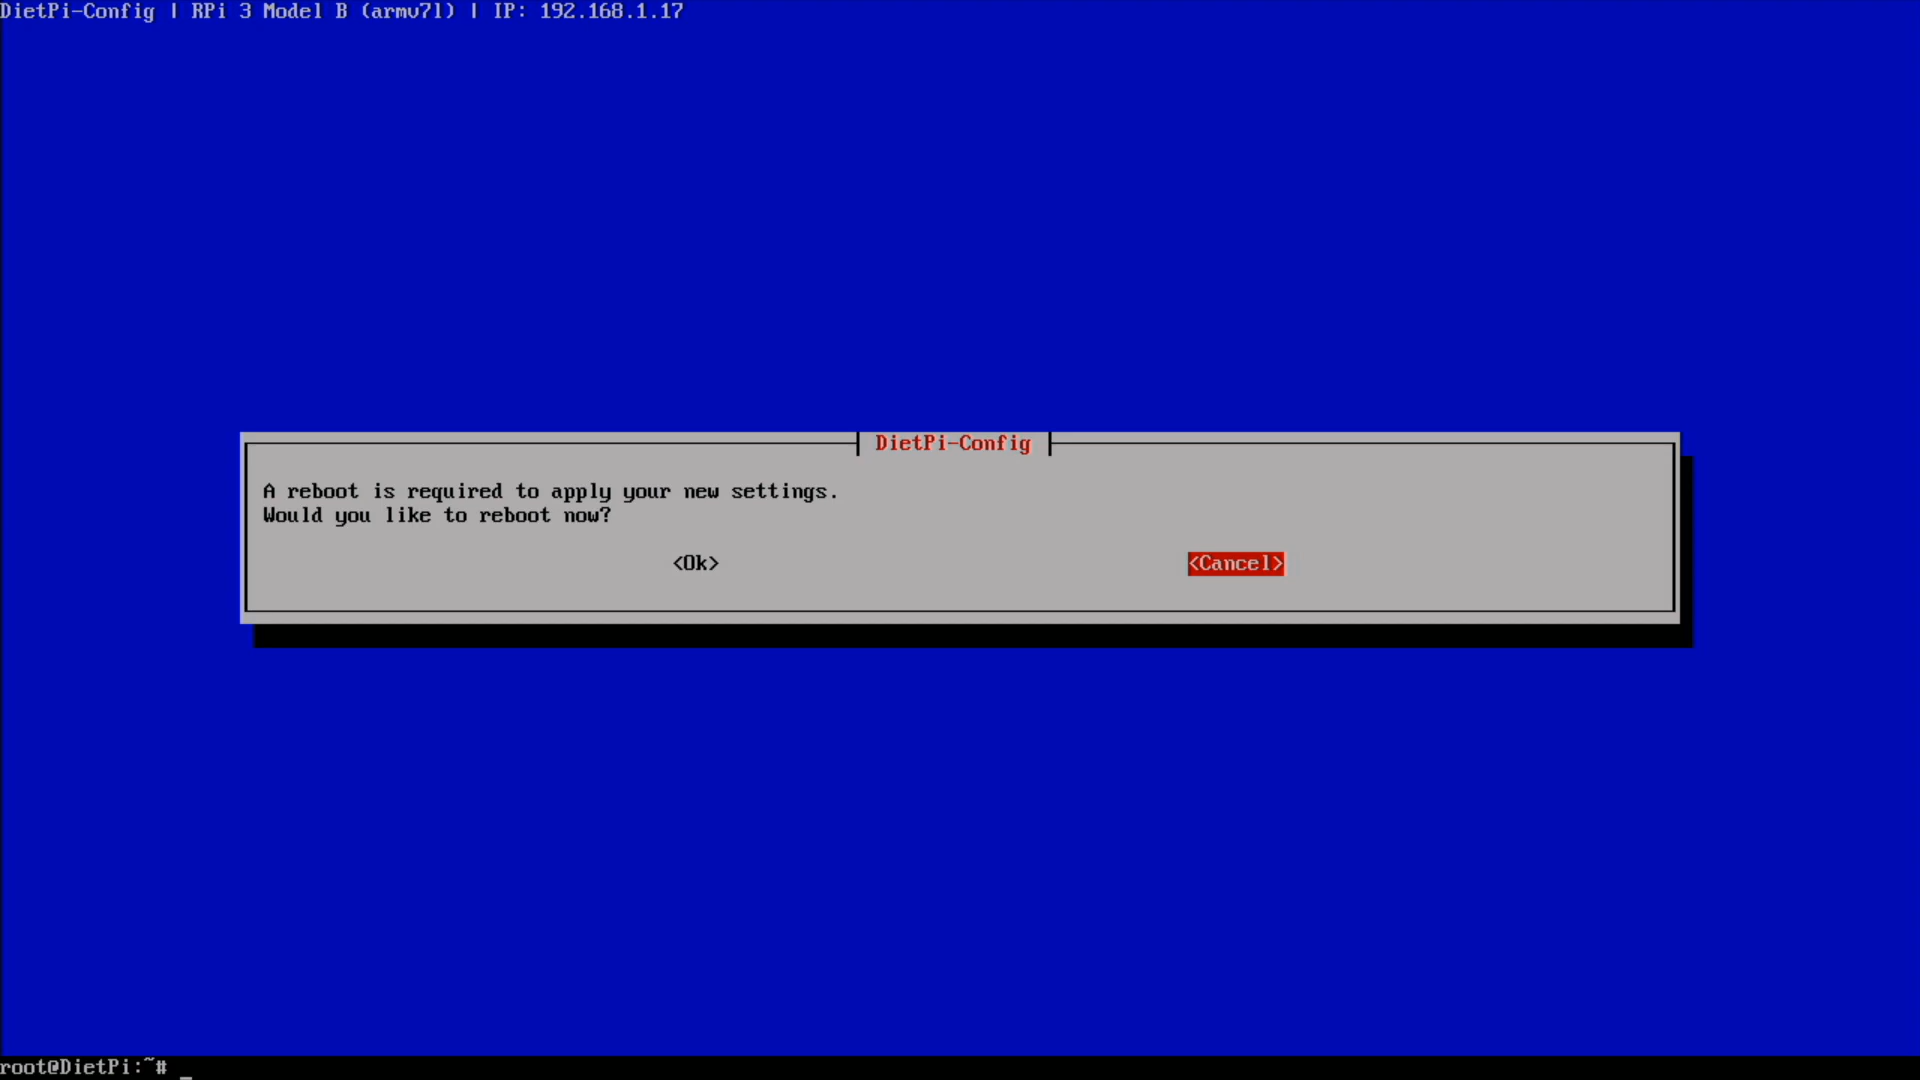 DietPi-Config | RPi 3 Model B (armv7l) | IP: 192.168.1.17
DietPi-Config
A reboot is required to apply your new settings.
Would you like to reboot now?
<Ok>
<Cancel>
root@DietPi:~# _